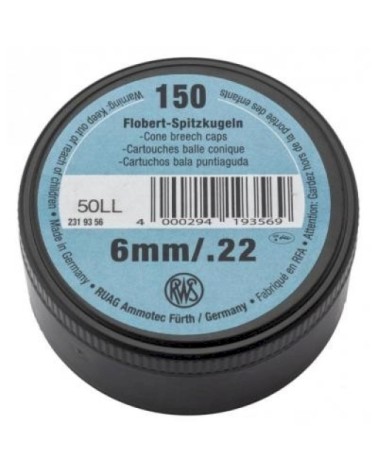 150
Flobert-Spitzkugeln
-Cone breech caps
-Cartouches balle conique
-Cartuchos bala puntiaguda
50LL
231 93 56
4 000294 193569
6mm/.22
RWS
Warning: Keep out of reach of children • Made in Germany •
RUAG Ammotec Fürth / Germany
• Fabriqué en RFA • Attention: Gardez hors de la portée des enfants